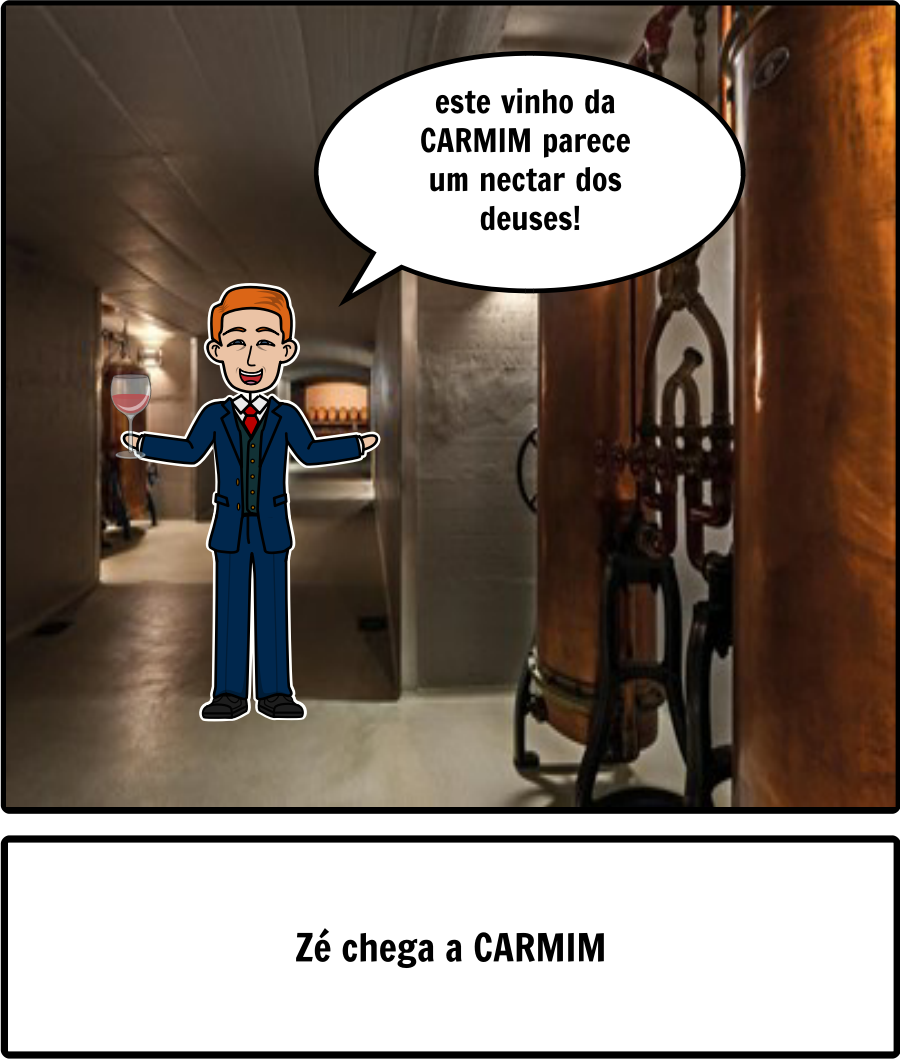 este vinho da
CARMIM parece
um nectar dos
deuses!
Zé chega a CARMIM